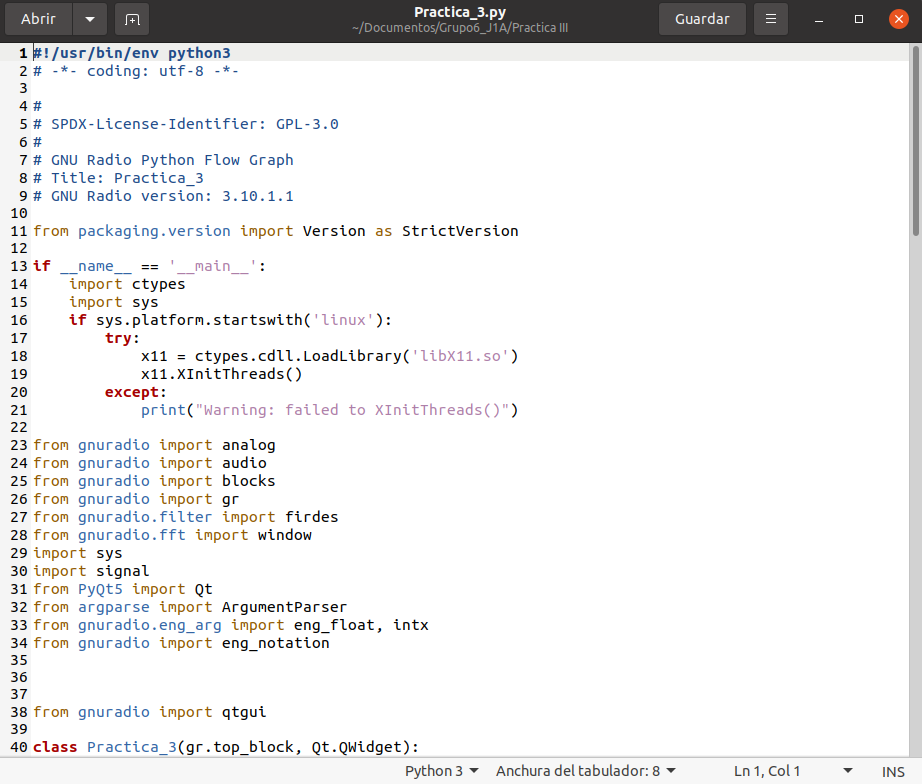 Abrir
Practica_3.py
~/Documentos/Grupo6_J1A/Practica III
Guardar
1 #!/usr/bin/env python3
2 # -*- coding: utf-8 -*-
3
4 #
5 # SPDX-License-Identifier: GPL-3.0
6 #
7 # GNU Radio Python Flow Graph
8 # Title: Practica_3
9 # GNU Radio version: 3.10.1.1
10
11 from packaging.version import Version as StrictVersion
12
13 if __name__ == '__main__':
14     import ctypes
15     import sys
16     if sys.platform.startswith('linux'):
17         try:
18             x11 = ctypes.cdll.LoadLibrary('libX11.so')
19             x11.XInitThreads()
20         except:
21             print("Warning: failed to XInitThreads()")
22
23 from gnuradio import analog
24 from gnuradio import audio
25 from gnuradio import blocks
26 from gnuradio import gr
27 from gnuradio.filter import firdes
28 from gnuradio.fft import window
29 import sys
30 import signal
31 from PyQt5 import Qt
32 from argparse import ArgumentParser
33 from gnuradio.eng_arg import eng_float, intx
34 from gnuradio import eng_notation
35
36
37
38 from gnuradio import qtgui
39
40 class Practica_3(gr.top_block, Qt.QWidget):
Python 3
Anchura del tabulador: 8
Ln 1, Col 1
INS